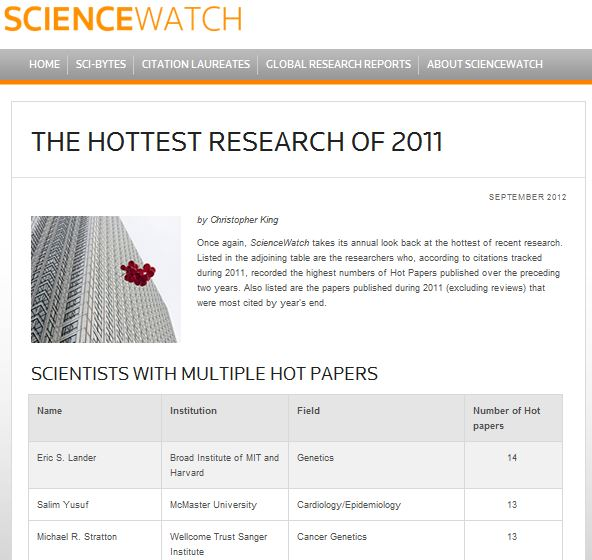 SCIENCEWATCH
HOME SCI-BYTES CITATION LAUREATES GLOBAL RESEARCH REPORTS ABOUT SCIENCEWATCH
THE HOTTEST RESEARCH OF 2011
SEPTEMBER 2012
by Christopher King
Once again, ScienceWatch takes its annual look back at the hottest of recent research.
Listed in the adjoining table are the researchers who, according to citations tracked
during 2011, recorded the highest numbers of Hot Papers published over the preceding
two years. Also listed are the papers published during 2011 (excluding reviews) that
were most cited by year's end.
SCIENTISTS WITH MULTIPLE HOT PAPERS
Name Institution Field Number of Hot
papers
Eric S. Lander Broad Institute of MIT and Genetics 14
Harvard
Salim Yusuf McMaster University Cardiology/Epidemiology 13
Michael R. Stratton Wellcome Trust Sanger Cancer Genetics 13
Institute